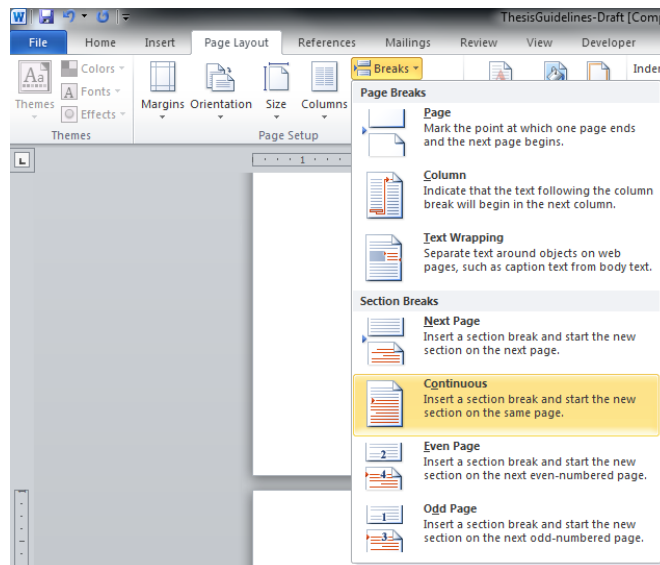 W
ThesisGuidelines-Draft [Com
File Home Insert Page Layout References Mailings Review View Developer
Aa
Themes
Colors
A Fonts
Effects
Margins Orientation Size Columns
Breaks
Inden
Themes
Page Setup
L
1
Page Breaks
Page
Mark the point at which one page ends
and the next page begins.
Column
Indicate that the text following the column
break will begin in the next column.
Text Wrapping
Separate text around objects on web
pages, such as caption text from body text.
Section Breaks
Next Page
Insert a section break and start the new
section on the next page.
Continuous
Insert a section break and start the new
section on the same page.
2
4
Even Page
Insert a section break and start the new
section on the next even-numbered page.
1
3
Odd Page
Insert a section break and start the new
section on the next odd-numbered page.